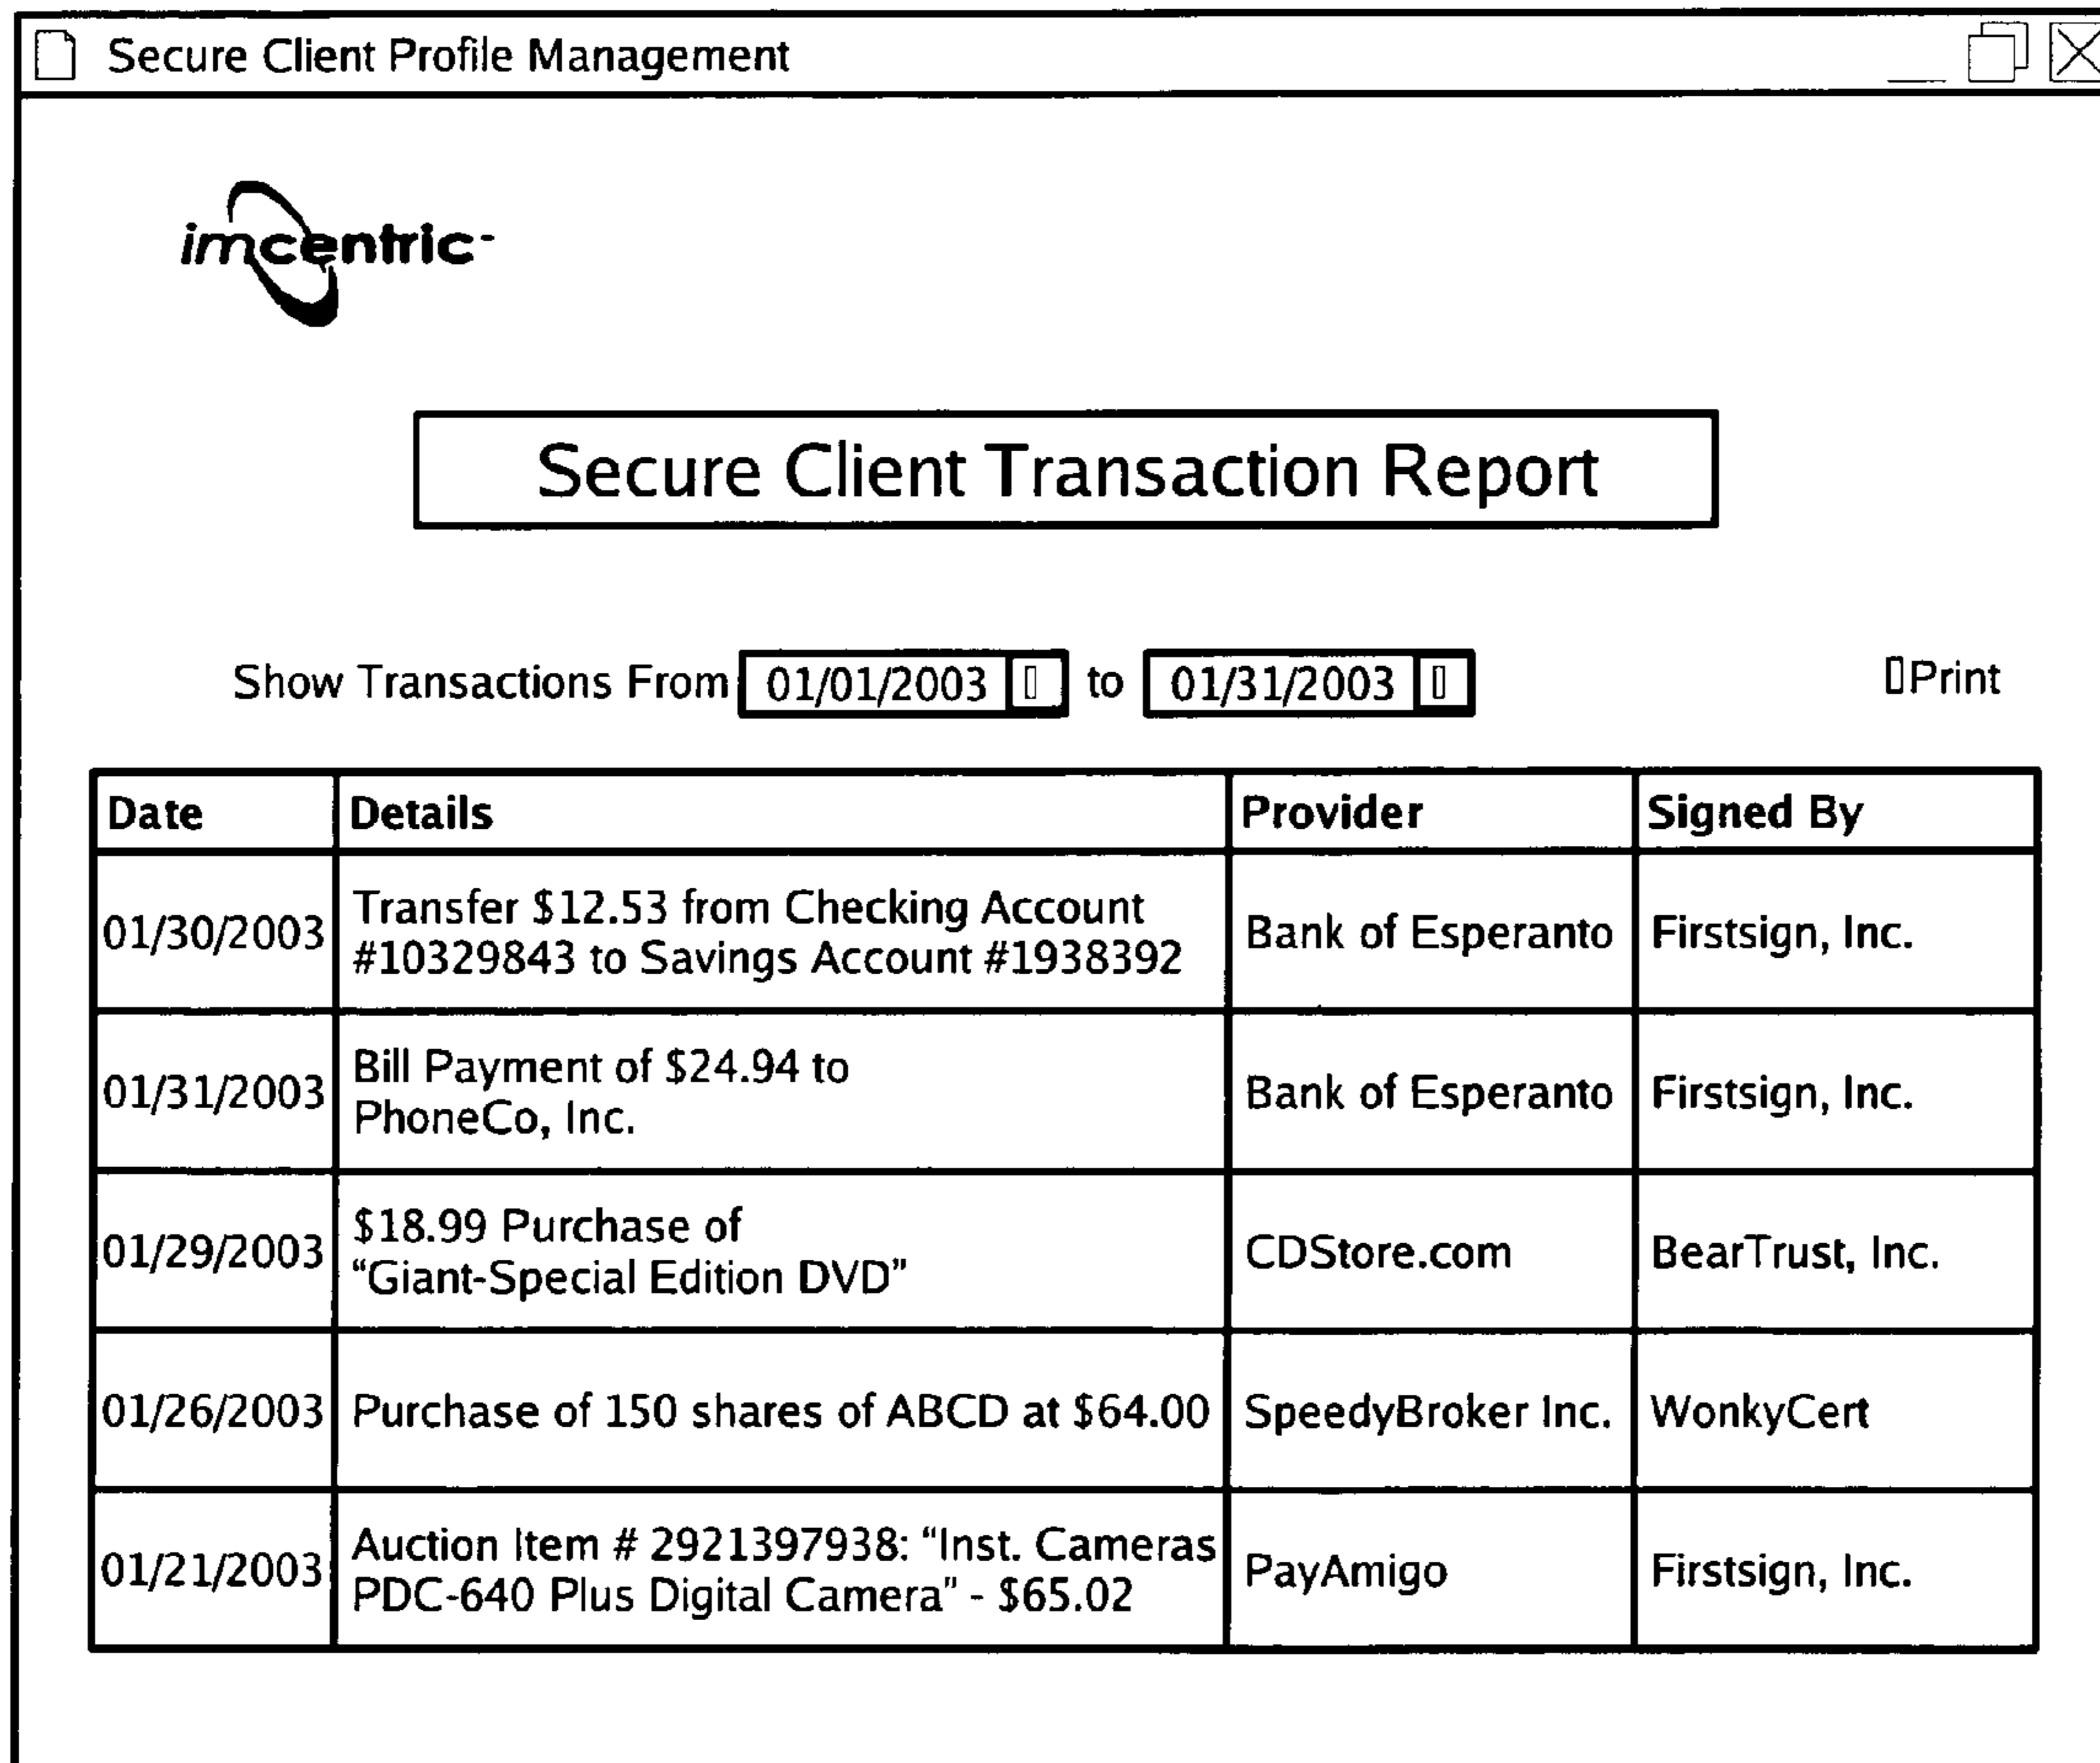 Secure Client Profile Management
imcentric
Secure Client Transaction Report
Show Transactions From 01/01/2003 to 01/31/2003 Print
Date Details Provider Signed By
01/30/2003 Transfer $12.53 from Checking Account
#10329843 to Savings Account #1938392 Bank of Esperanto Firstsign, Inc.
01/31/2003 Bill Payment of $24.94 to
PhoneCo, Inc. Bank of Esperanto Firstsign, Inc.
01/29/2003 $18.99 Purchase of
“Giant-Special Edition DVD” CDStore.com BearTrust, Inc.
01/26/2003 Purchase of 150 shares of ABCD at $64.00 SpeedyBroker Inc. WonkyCert
01/21/2003 Auction Item # 2921397938: “Inst. Cameras
PDC-640 Plus Digital Camera” - $65.02 PayAmigo Firstsign, Inc.